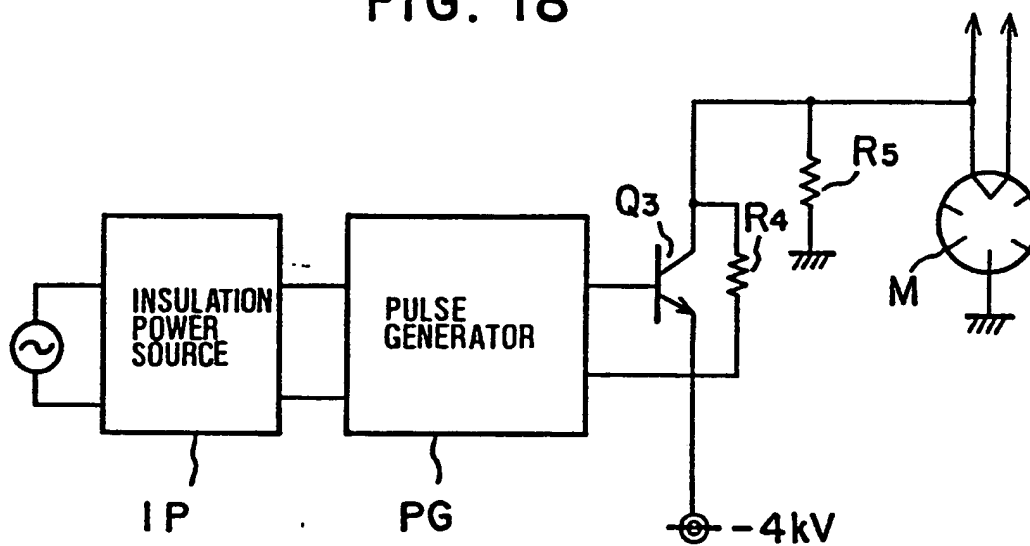 FIG. 18
INSULATION
POWER
SOURCE
PULSE
GENERATOR
Q3
R4
R5
M
IP
PG
-4kV